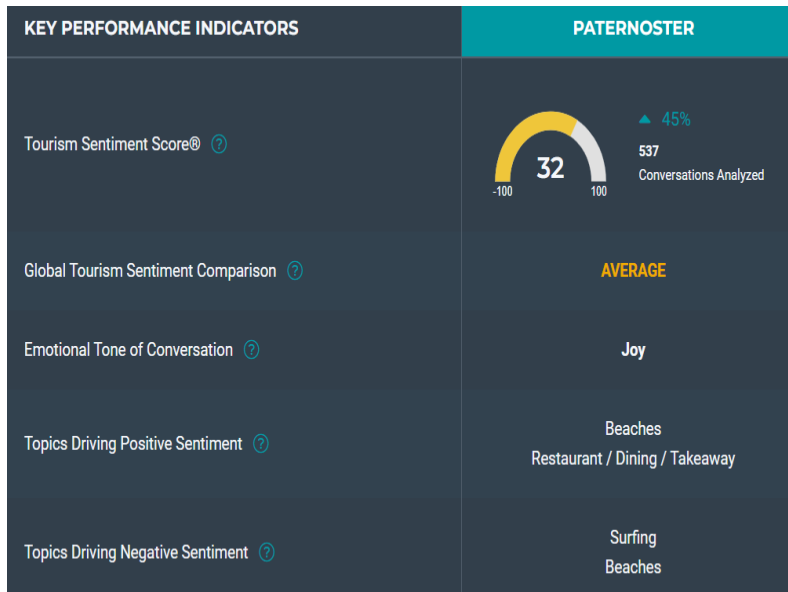 KEY PERFORMANCE INDICATORS
PATERNOSTER
Tourism Sentiment Score® ?
32
-100
100
▲ 45%
537
Conversations Analyzed
Global Tourism Sentiment Comparison ?
AVERAGE
Emotional Tone of Conversation ?
Joy
Topics Driving Positive Sentiment ?
Beaches
Restaurant / Dining / Takeaway
Topics Driving Negative Sentiment ?
Surfing
Beaches